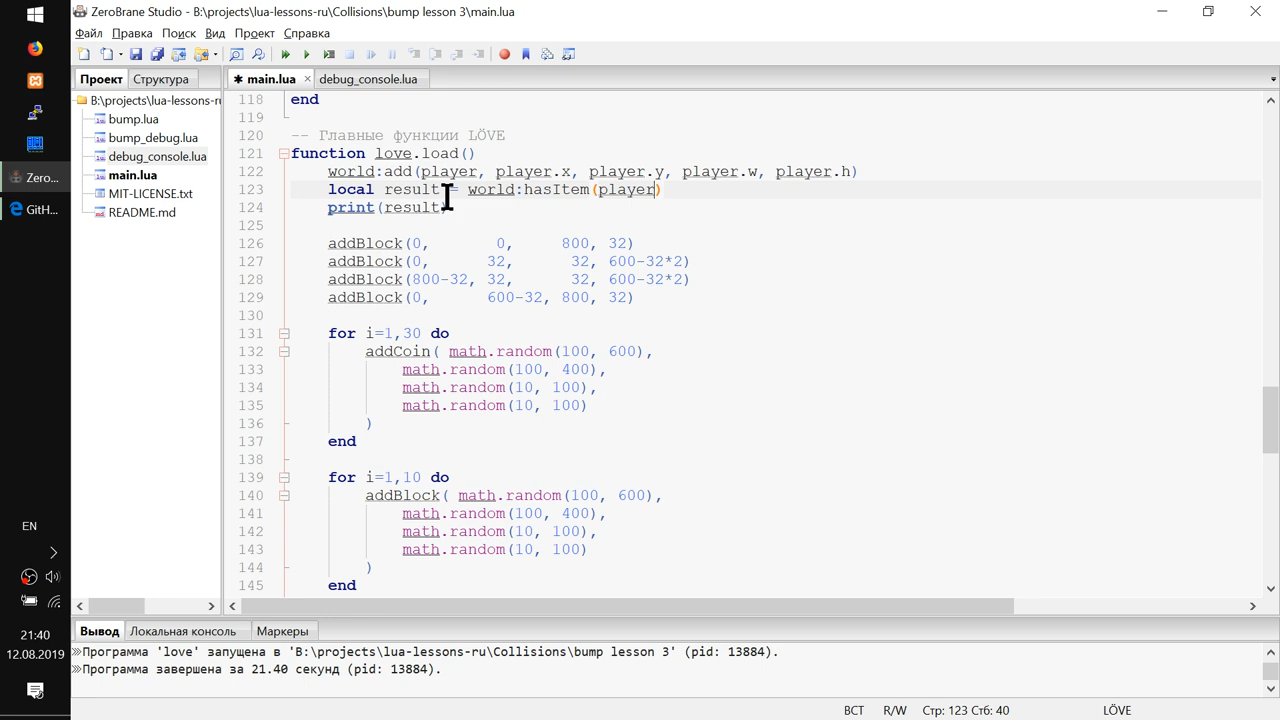 ZeroBrane Studio - B:\projects\lua-lessons-ru\Collisions\bump lesson 3\main.lua
Файл Правка Поиск Вид Проект Справка
Проект Структура
✱ main.lua × debug_console.lua
B:\projects\lua-lessons-ru
bump.lua
bump_debug.lua
debug_console.lua
main.lua
MIT-LICENSE.txt
README.md
118 end
119
120 -- Главные функции LÖVE
121 function love.load()
122 world:add(player, player.x, player.y, player.w, player.h)
123 local result = world:hasItem(player)
124 print(result)
125
126 addBlock(0, 0, 800, 32)
127 addBlock(0, 32, 32, 600-32*2)
128 addBlock(800-32, 32, 32, 600-32*2)
129 addBlock(0, 600-32, 800, 32)
130
131 for i=1,30 do
132 addCoin( math.random(100, 600),
133 math.random(100, 400),
134 math.random(10, 100),
135 math.random(10, 100)
136 )
137 end
138
139 for i=1,10 do
140 addBlock( math.random(100, 600),
141 math.random(100, 400),
142 math.random(10, 100),
143 math.random(10, 100)
144 )
145 end
Вывод Локальная консоль Маркеры
Программа 'love' запущена в 'B:\projects\lua-lessons-ru\Collisions\bump lesson 3' (pid: 13884).
Программа завершена за 21.40 секунд (pid: 13884).
ВСТ R/W Стр: 123 Стб: 40 LÖVE
Zero...
GitH...
EN
21:40
12.08.2019